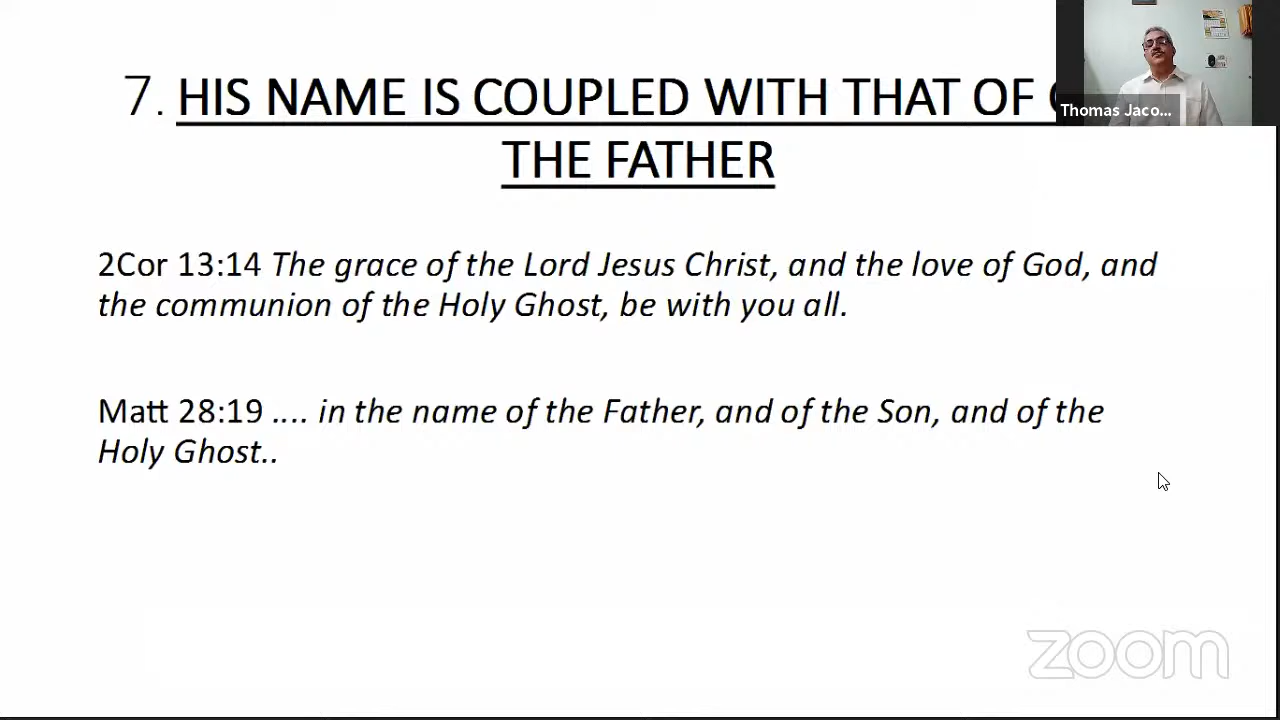 7. HIS NAME IS COUPLED WITH THAT OF
THE FATHER
Thomas Jaco...
2Cor 13:14 The grace of the Lord Jesus Christ, and the love of God, and
the communion of the Holy Ghost, be with you all.
Matt 28:19 .... in the name of the Father, and of the Son, and of the
Holy Ghost..
zoom